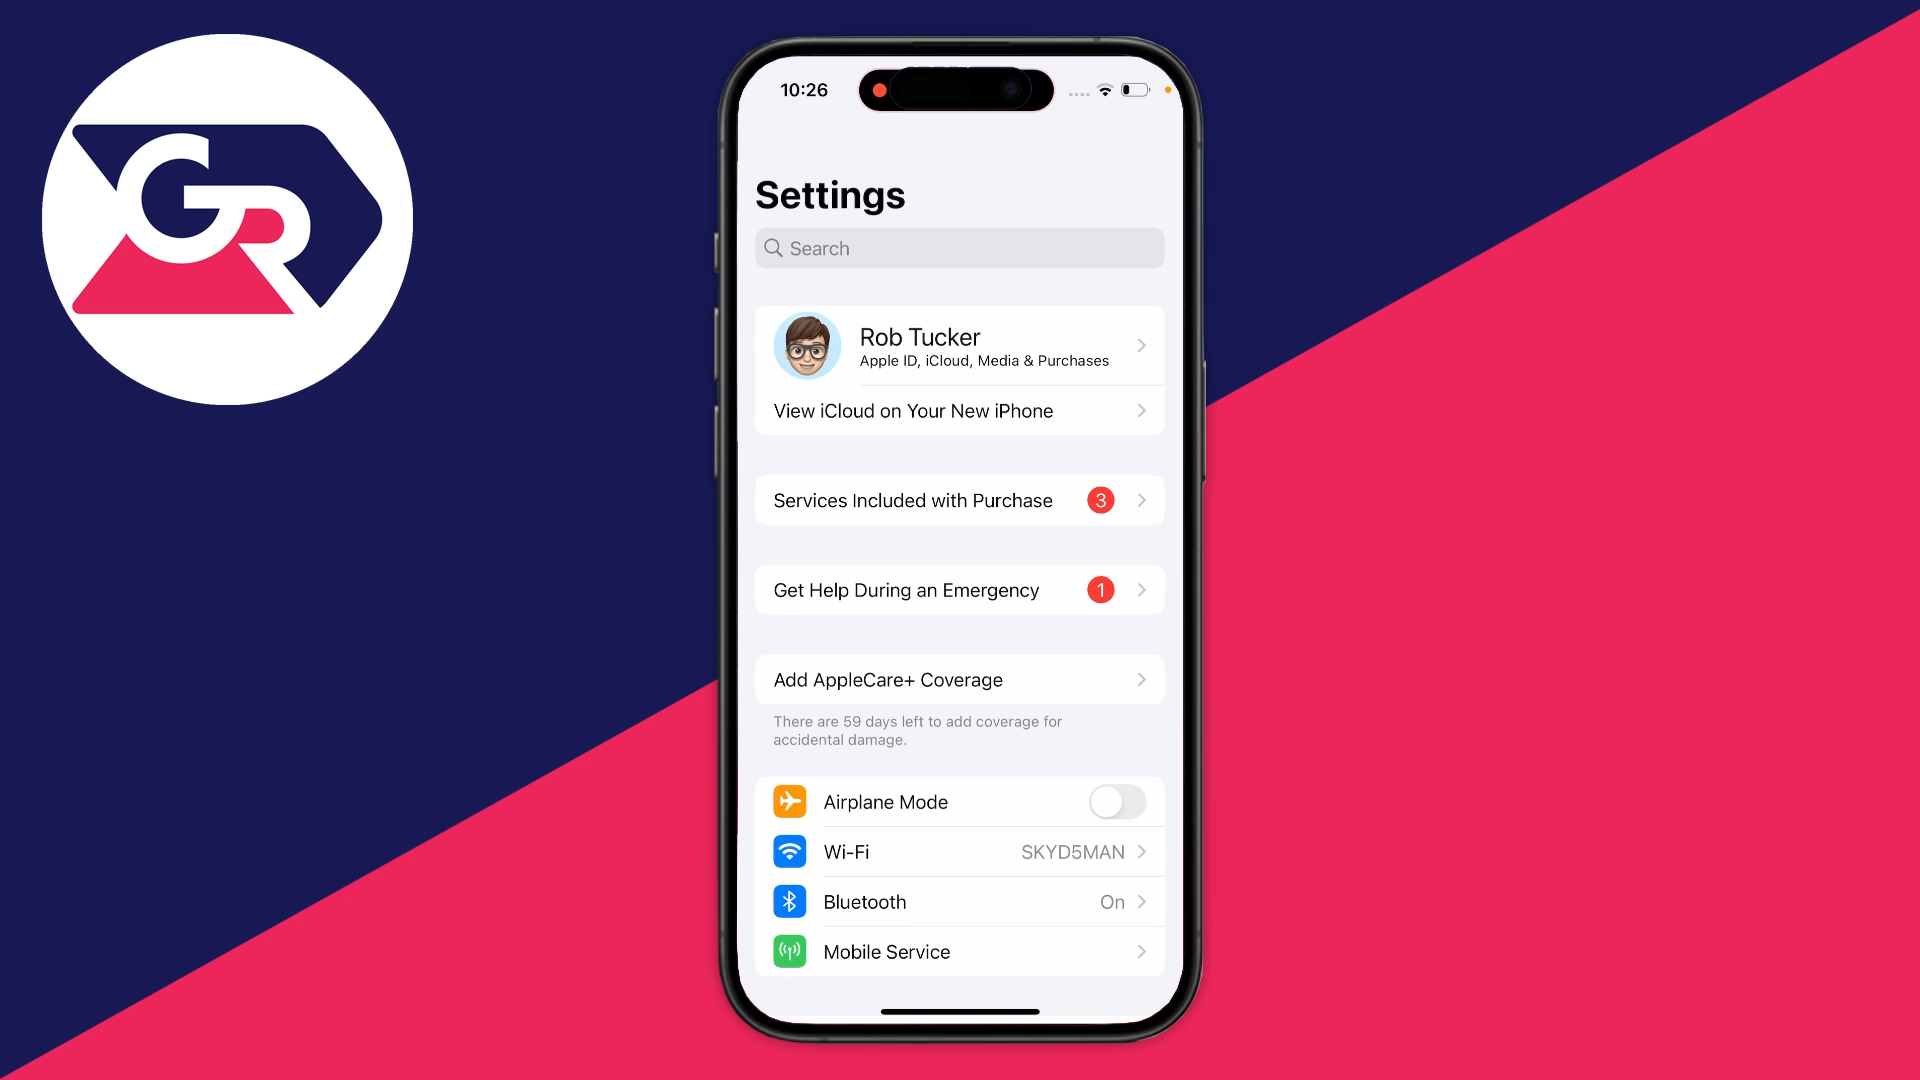 GR
10:26
Settings
Search
Rob Tucker
Apple ID, iCloud, Media & Purchases
View iCloud on Your New iPhone
Services Included with Purchase 3
Get Help During an Emergency 1
Add AppleCare+ Coverage
There are 59 days left to add coverage for
accidental damage.
Airplane Mode
Wi-Fi SKYD5MAN
Bluetooth On
Mobile Service